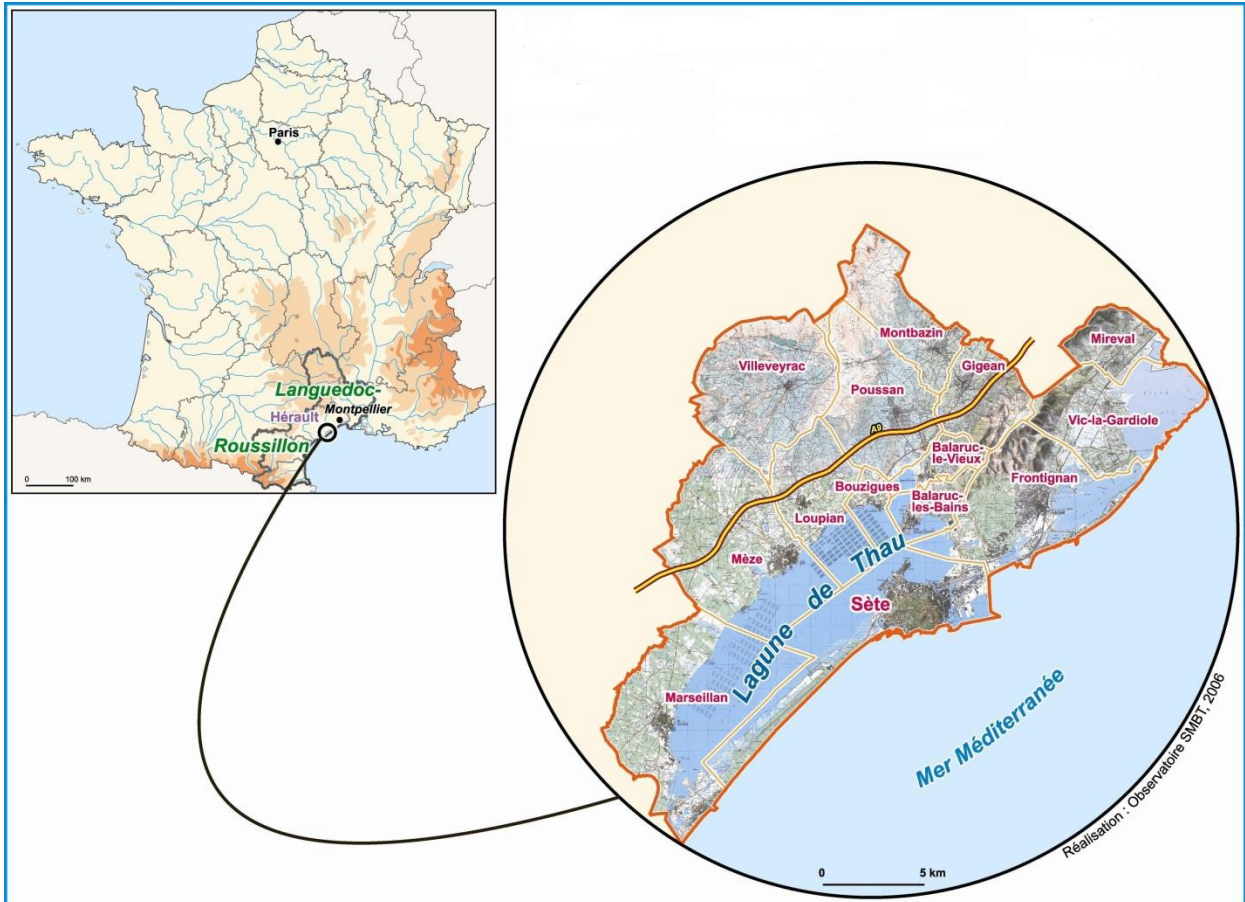 Paris
Languedoc-
Hérault
Montpellier
Roussillon
0 100 km
Montbazin
Mireval
Villeveyrac
Gigean
Poussan
Vic-la-Gardiole
A9
Balaruc-
le-Vieux
Frontignan
Bouzigues
Balaruc-
les-Bains
Loupian
Mèze
Lagune de Thau
Sète
Marseillan
Mer Méditerranée
Réalisation : Observatoire SMBT, 2006
0 5 km